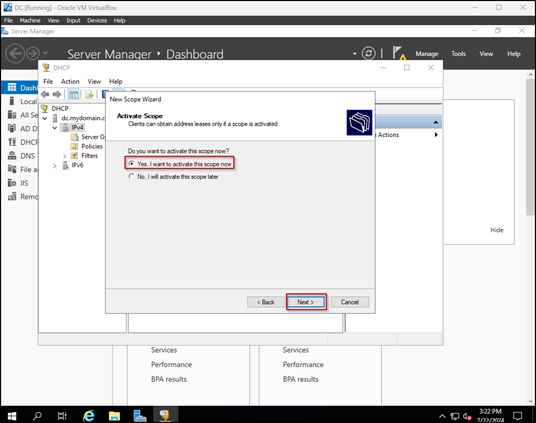 DC [Running] - Oracle VM VirtualBox
File Machine View Input Devices Help
Server Manager
Server Manager Dashboard
Manage Tools View Help
DHCP
File Action View Help
Dashb
Local
All Se
AD D
DHCP
DNS
File an
IIS
Remo
DHCP
dc.mydomain.c
IPv4
Server Op
Policies
Filters
IPv6
New Scope Wizard
Activate Scope
Clients can obtain address leases only if a scope is activated.
Do you want to activate this scope now?
Yes, I want to activate this scope now
No, I will activate this scope later
< Back Next > Cancel
e Actions
Hide
Services Services
Performance Performance
BPA results BPA results
3:22 PM
7/22/2024